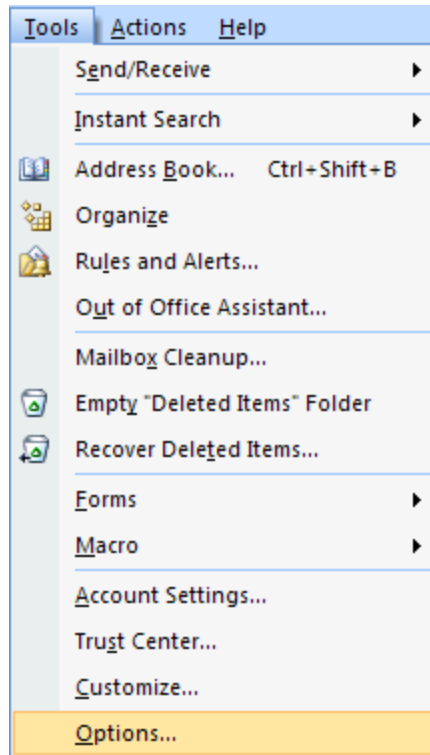 Tools Actions Help
Send/Receive
Instant Search
Address Book... Ctrl+Shift+B
Organize
Rules and Alerts...
Out of Office Assistant...
Mailbox Cleanup...
Empty "Deleted Items" Folder
Recover Deleted Items...
Forms
Macro
Account Settings...
Trust Center...
Customize...
Options...